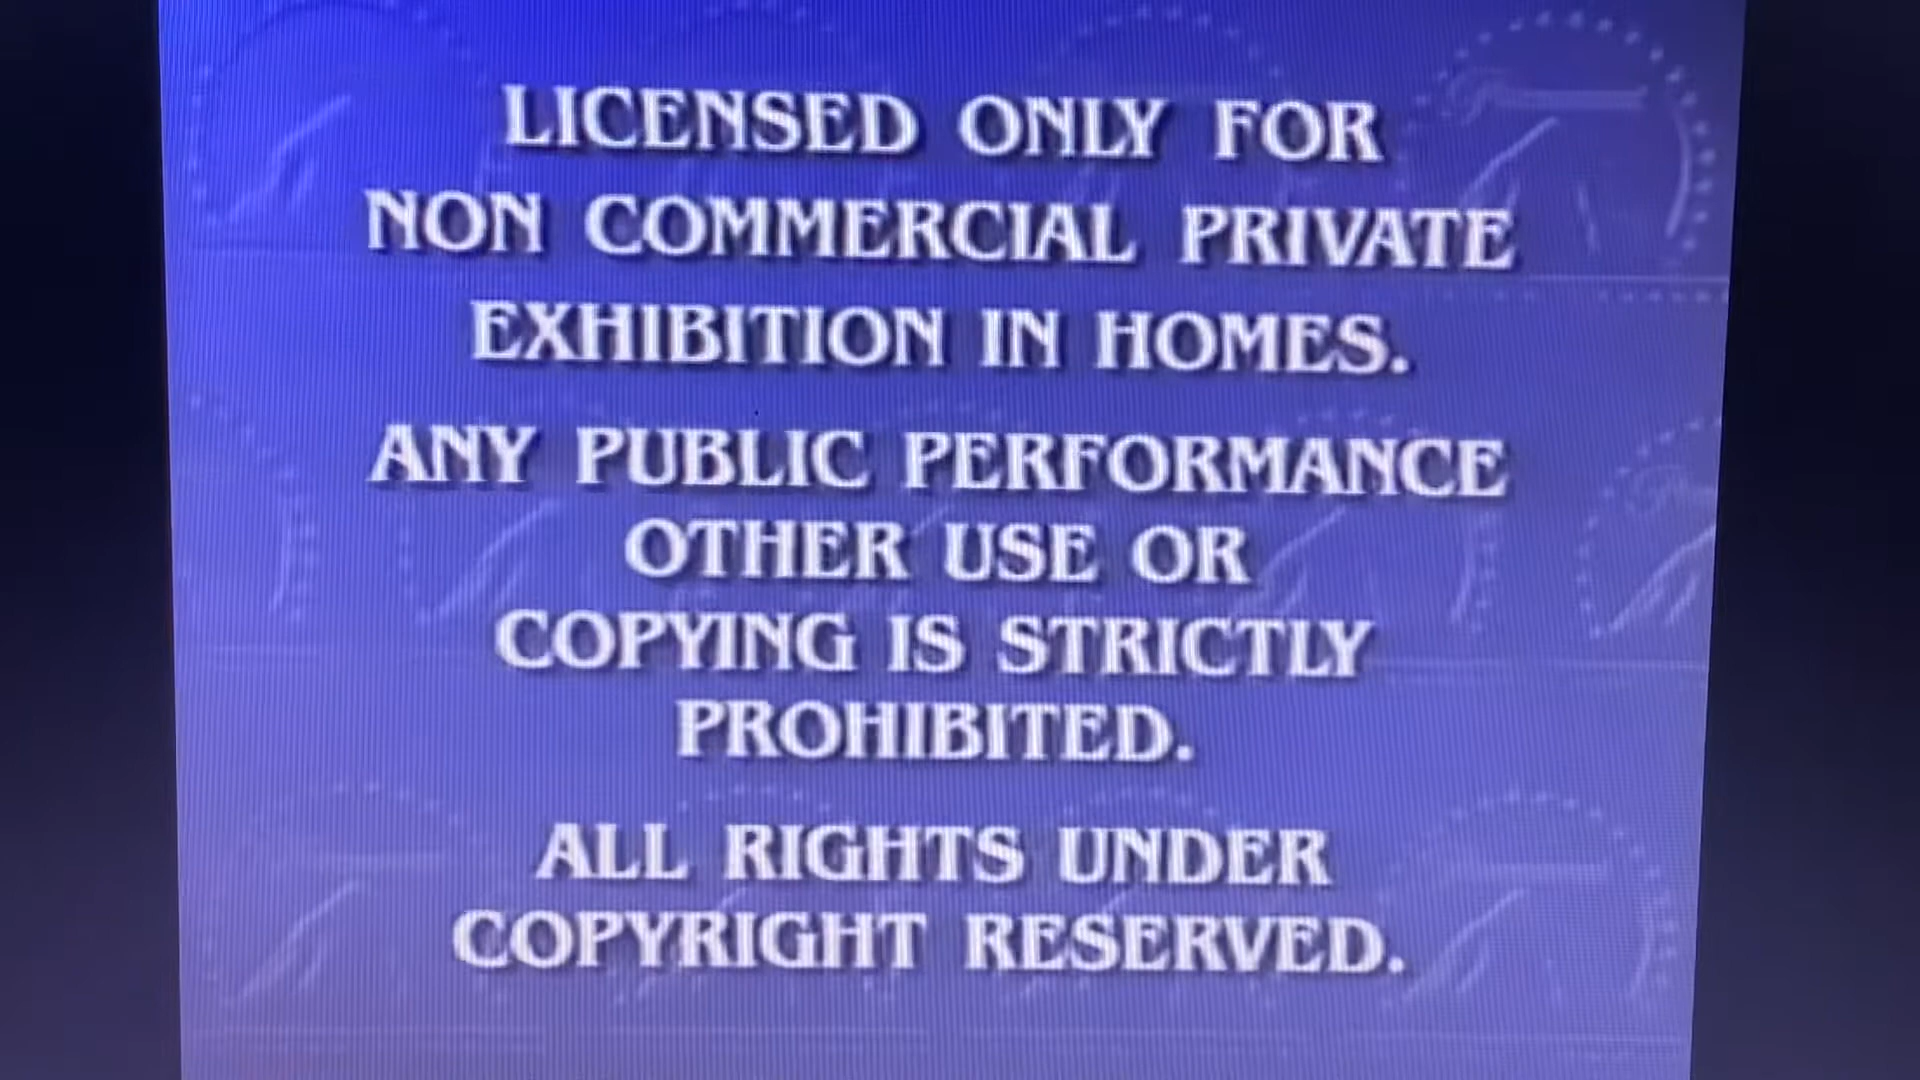 LICENSED ONLY FOR
NON COMMERCIAL PRIVATE
EXHIBITION IN HOMES.
ANY PUBLIC PERFORMANCE
OTHER USE OR
COPYING IS STRICTLY
PROHIBITED.
ALL RIGHTS UNDER
COPYRIGHT RESERVED.